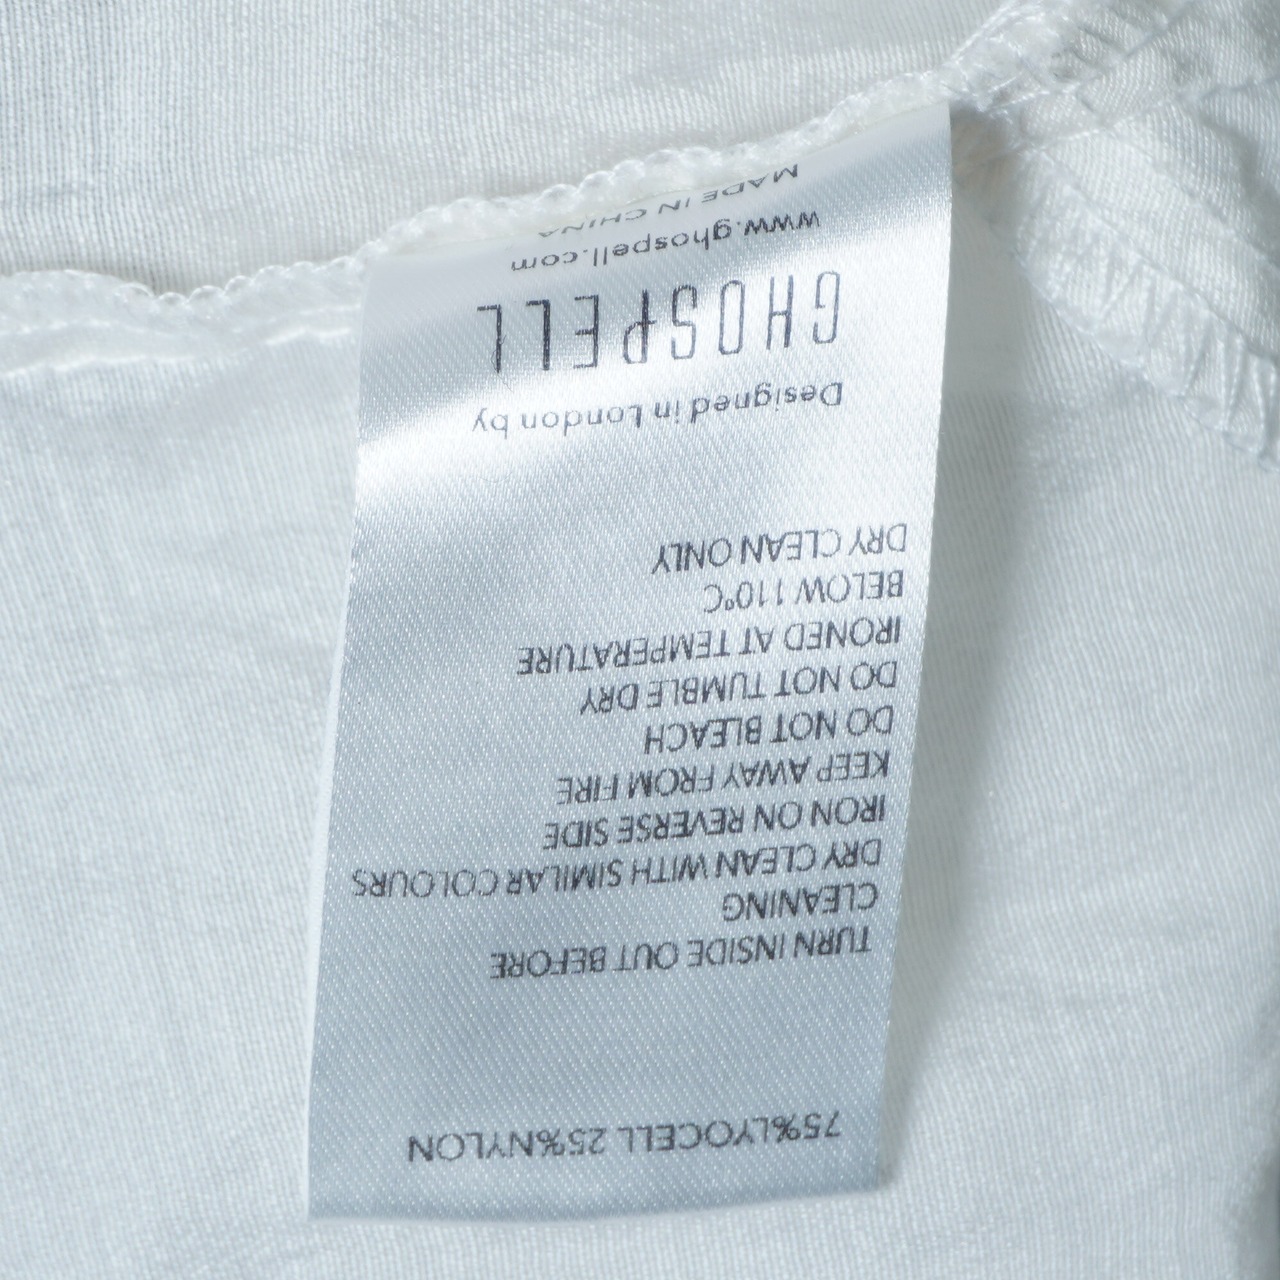 75%LYOCELL 25%NYLON
TURN INSIDE OUT BEFORE
CLEANING
DRY CLEAN WITH SIMILAR COLOURS
IRON ON REVERSE SIDE
KEEP AWAY FROM FIRE
DO NOT BLEACH
DO NOT TUMBLE DRY
IRONED AT TEMPERATURE
BELOW 110°C
DRY CLEAN ONLY
Designed in London by
GHOSPELL
www.ghospell.com
MADE IN CHINA